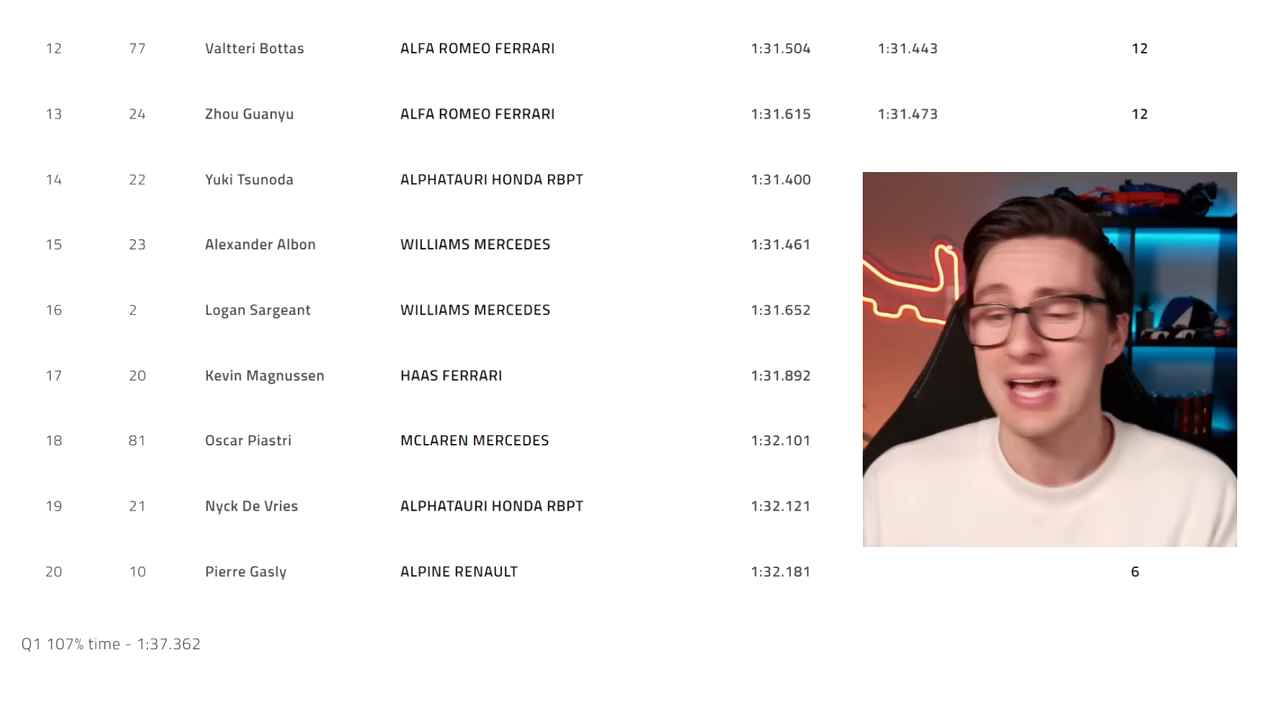 12 77 Valtteri Bottas ALFA ROMEO FERRARI 1:31.504 1:31.443 12
13 24 Zhou Guanyu ALFA ROMEO FERRARI 1:31.615 1:31.473 12
14 22 Yuki Tsunoda ALPHATAURI HONDA RBPT 1:31.400
15 23 Alexander Albon WILLIAMS MERCEDES 1:31.461
16 2 Logan Sargeant WILLIAMS MERCEDES 1:31.652
17 20 Kevin Magnussen HAAS FERRARI 1:31.892
18 81 Oscar Piastri MCLAREN MERCEDES 1:32.101
19 21 Nyck De Vries ALPHATAURI HONDA RBPT 1:32.121
20 10 Pierre Gasly ALPINE RENAULT 1:32.181 6
Q1 107% time - 1:37.362